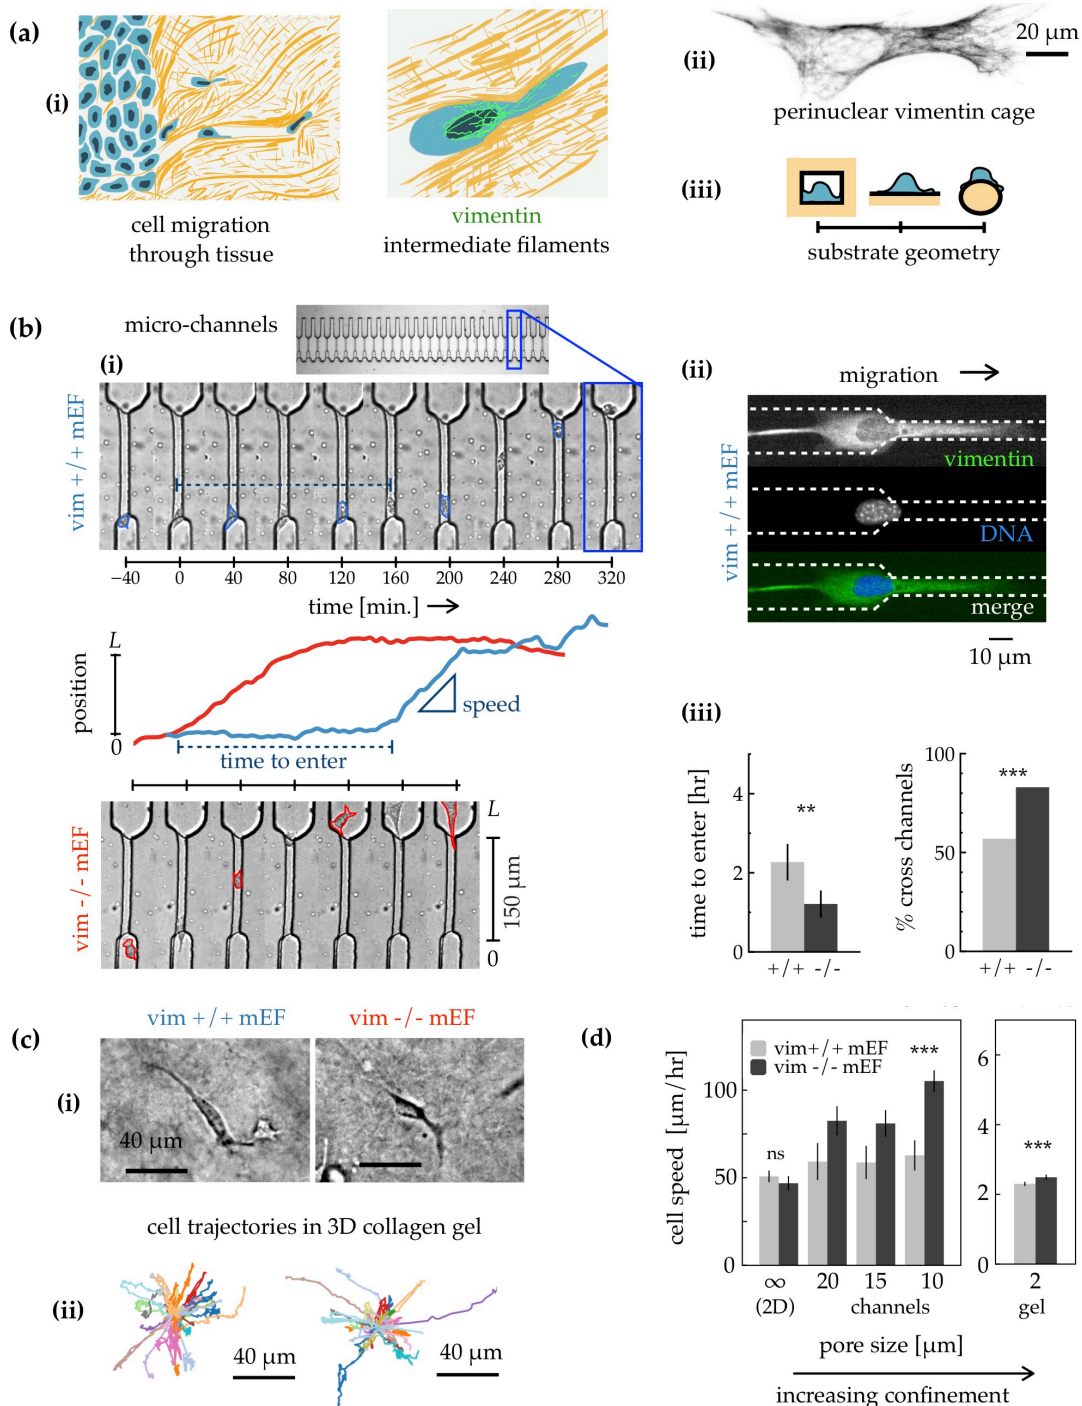 (a)
(i)
cell migration
through tissue
vimentin
intermediate filaments
(ii)
20 µm
perinuclear vimentin cage
(iii)
substrate geometry
(b)
micro-channels
(i)
vim +/+ mEF
−40 0 40 80 120 160 200 240 280 320
time [min.]
position
L
0
speed
time to enter
vim -/- mEF
L
150 µm
0
(ii)
migration
vim +/+ mEF
vimentin
DNA
merge
10 µm
(iii)
time to enter [hr]
4
2
0
**
+/+ -/-
% cross channels
100
50
0
***
+/+ -/-
(c)
vim +/+ mEF vim -/- mEF
(i)
40 µm
cell trajectories in 3D collagen gel
(ii)
40 µm
40 µm
(d)
cell speed [µm/hr]
100
50
0
vim+/+ mEF
vim -/- mEF
ns
***
6
4
2
0
***
∞ 20 15 10 2
(2D) channels gel
pore size [µm]
increasing confinement